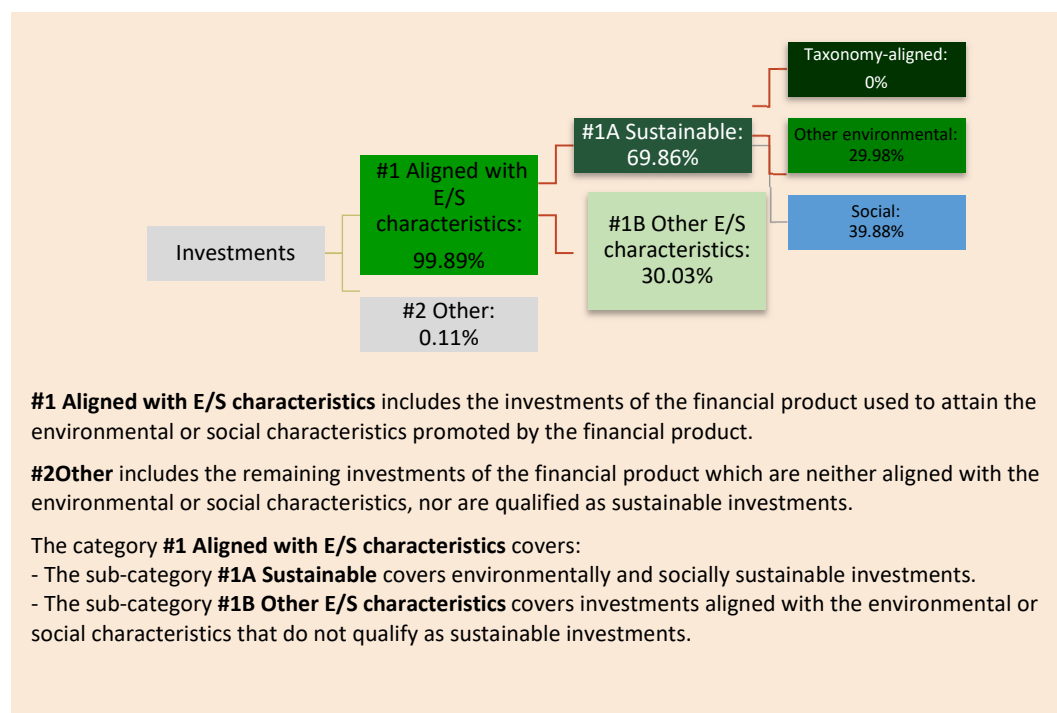 Taxonomy-aligned:
0%
#1A Sustainable:
69.86%
Other environmental:
29.98%
#1 Aligned with
E/S
characteristics:
99.89%
Social:
39.88%
#1B Other E/S
characteristics:
30.03%
Investments
#2 Other:
0.11%
#1 Aligned with E/S characteristics includes the investments of the financial product used to attain the
environmental or social characteristics promoted by the financial product.
#2Other includes the remaining investments of the financial product which are neither aligned with the
environmental or social characteristics, nor are qualified as sustainable investments.
The category #1 Aligned with E/S characteristics covers:
- The sub-category #1A Sustainable covers environmentally and socially sustainable investments.
- The sub-category #1B Other E/S characteristics covers investments aligned with the environmental or
social characteristics that do not qualify as sustainable investments.